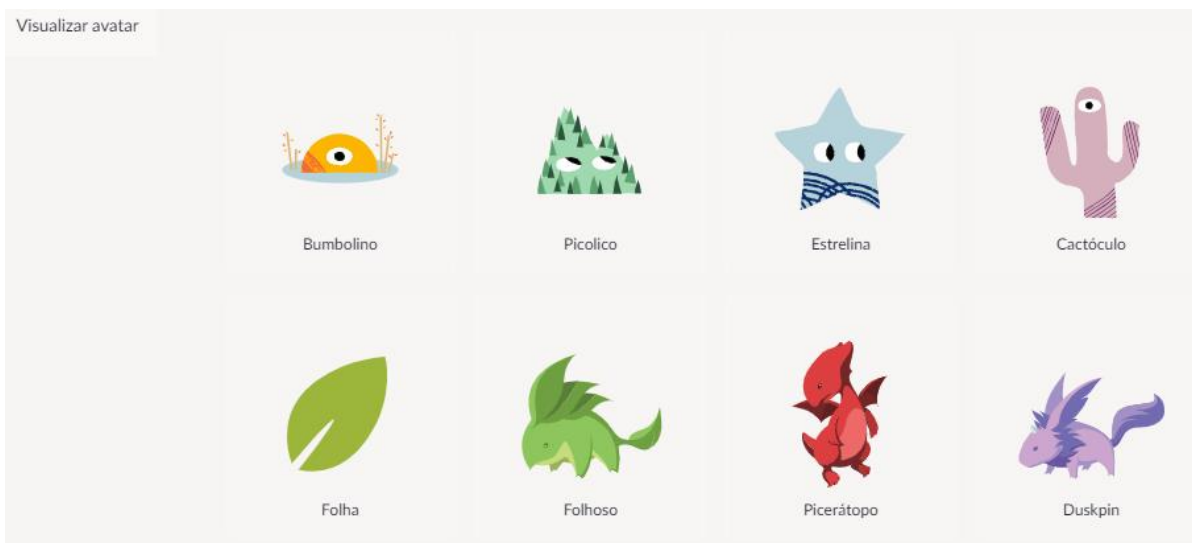 Visualizar avatar
Bumbolino
Picolico
Estrelina
Cactóculo
Folha
Folhoso
Picerátopo
Duskpin